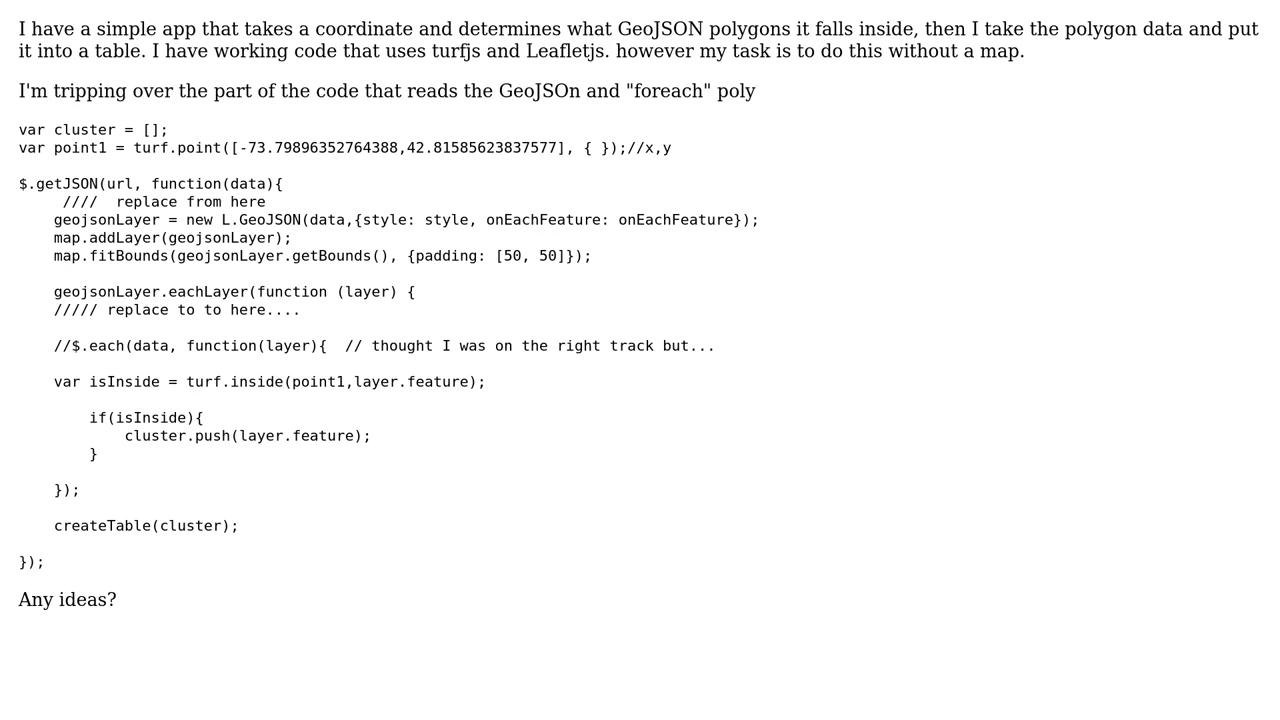 I have a simple app that takes a coordinate and determines what GeoJSON polygons it falls inside, then I take the polygon data and put
it into a table. I have working code that uses turfjs and Leafletjs. however my task is to do this without a map.
I'm tripping over the part of the code that reads the GeoJSOn and "foreach" poly
var cluster = [];
var point1 = turf.point([-73.79896352764388,42.81585623837577], { });//x,y
$.getJSON(url, function(data){
////  replace from here
geojsonLayer = new L.GeoJSON(data,{style: style, onEachFeature: onEachFeature});
map.addLayer(geojsonLayer);
map.fitBounds(geojsonLayer.getBounds(), {padding: [50, 50]});
geojsonLayer.eachLayer(function (layer) {
///// replace to to here....
//$.each(data, function(layer){  // thought I was on the right track but...
var isInside = turf.inside(point1,layer.feature);
if(isInside){
cluster.push(layer.feature);
}
});
createTable(cluster);
});
Any ideas?